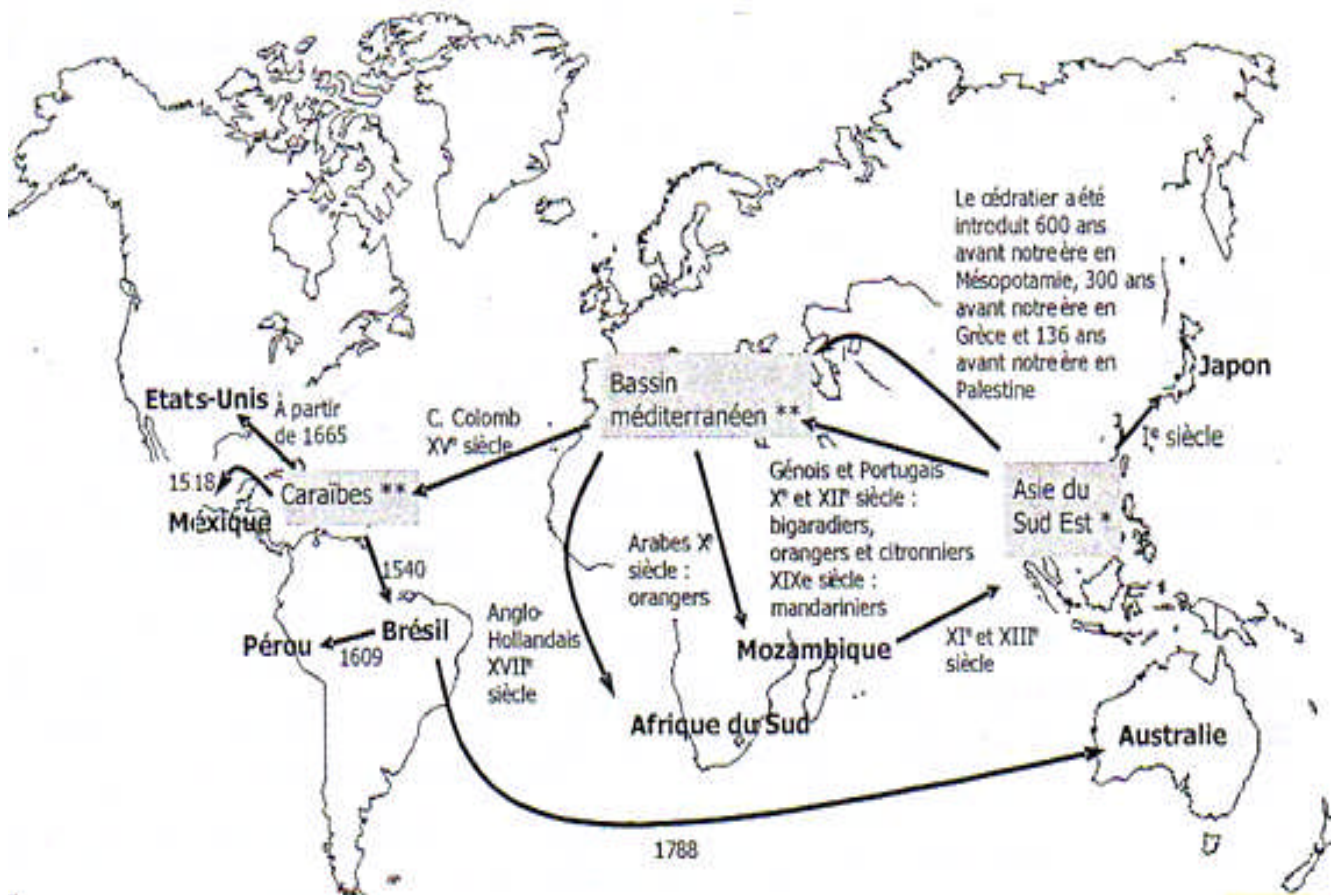 Le cédratier a été
introduit 600 ans
avant notre ère en
Mésopotamie, 300 ans
avant notre ère en
Grèce et 136 ans
avant notre ère en
Palestine
Japon
Ie siècle
Bassin
méditerranéen **
Etats-Unis
À partir
de 1665
C. Colomb
XVe siècle
1518
Caraïbes **
Mexique
Génois et Portugais
Xe et XIIe siècle :
bigaradiers,
orangers et citronniers
XIXe siècle :
mandariniers
Asie du
Sud Est *
Arabes Xe
siècle :
orangers
1540
Anglo-
Hollandais
XVIIe
siècle
Pérou
Brésil
1609
Mozambique
XIe et XIIIe
siècle
Afrique du Sud
Australie
1788